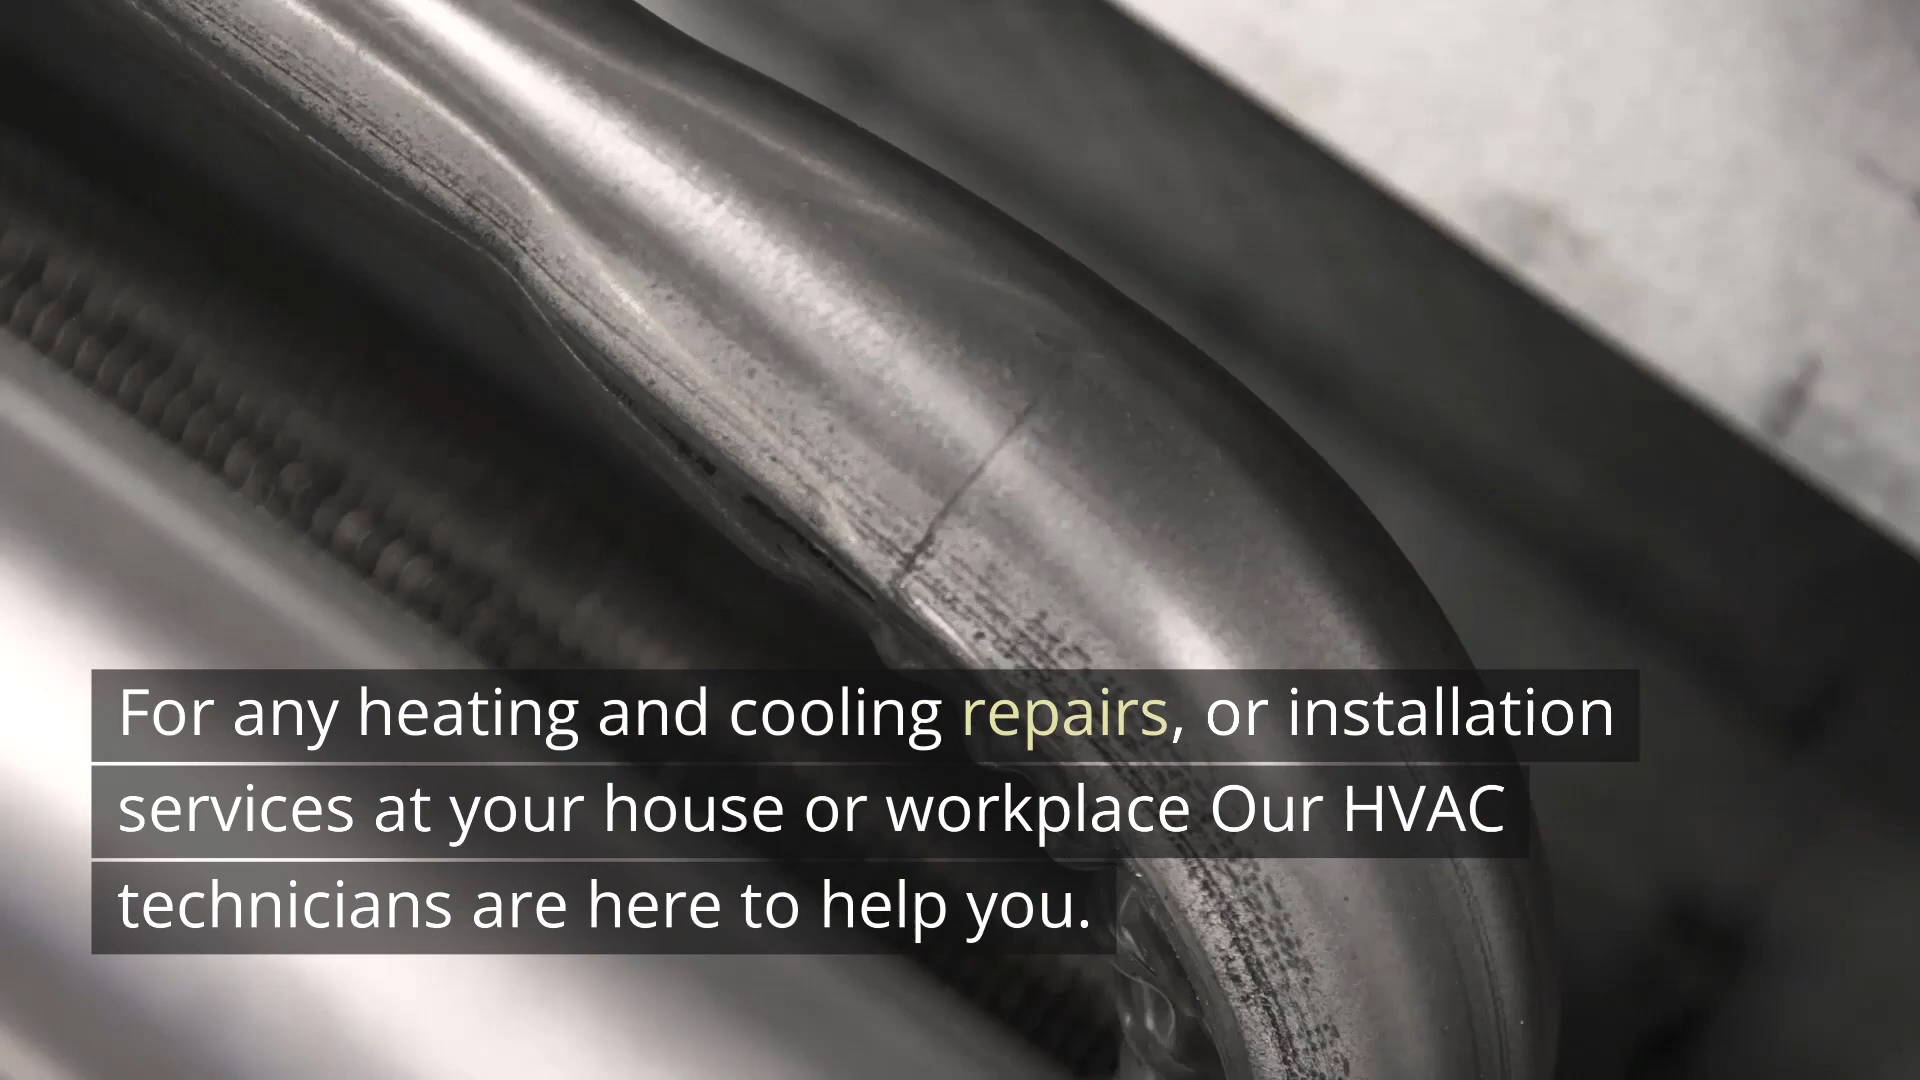 For any heating and cooling repairs, or installation
services at your house or workplace Our HVAC
technicians are here to help you.